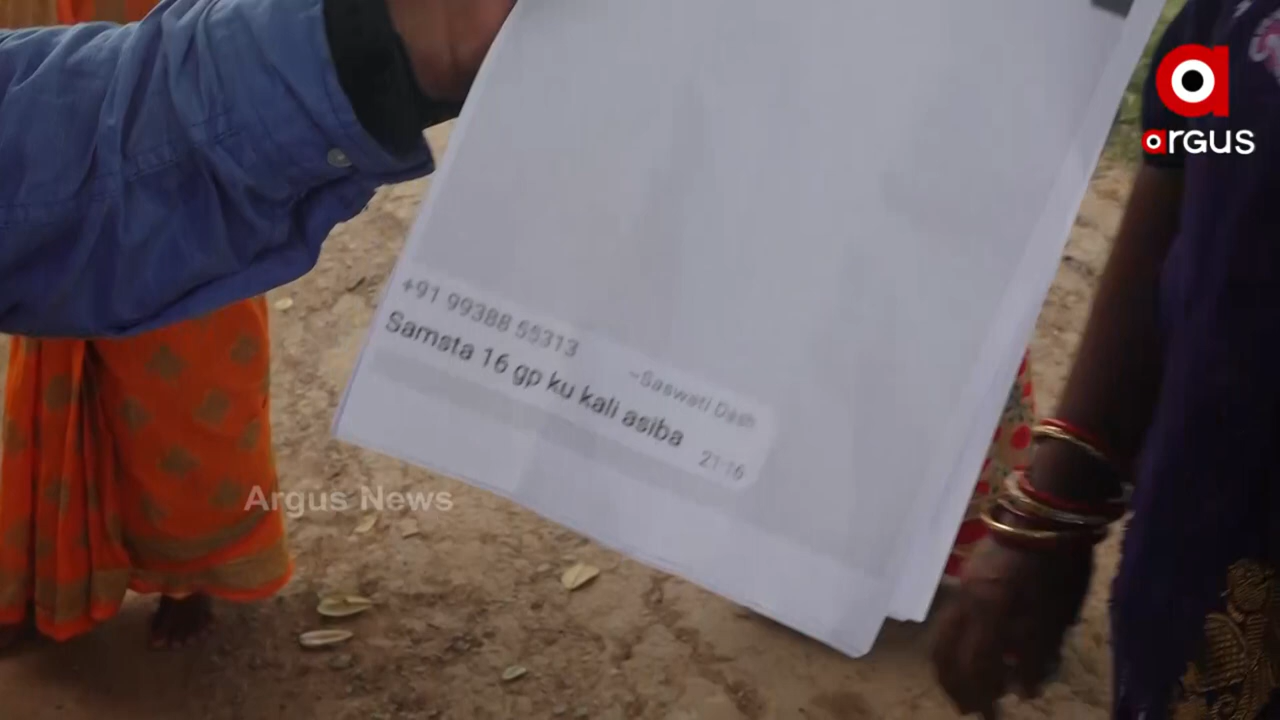 argus
+91 99388 55313
~Saswati Dash
Samsta 16 gp ku kali asiba
21:16
Argus News